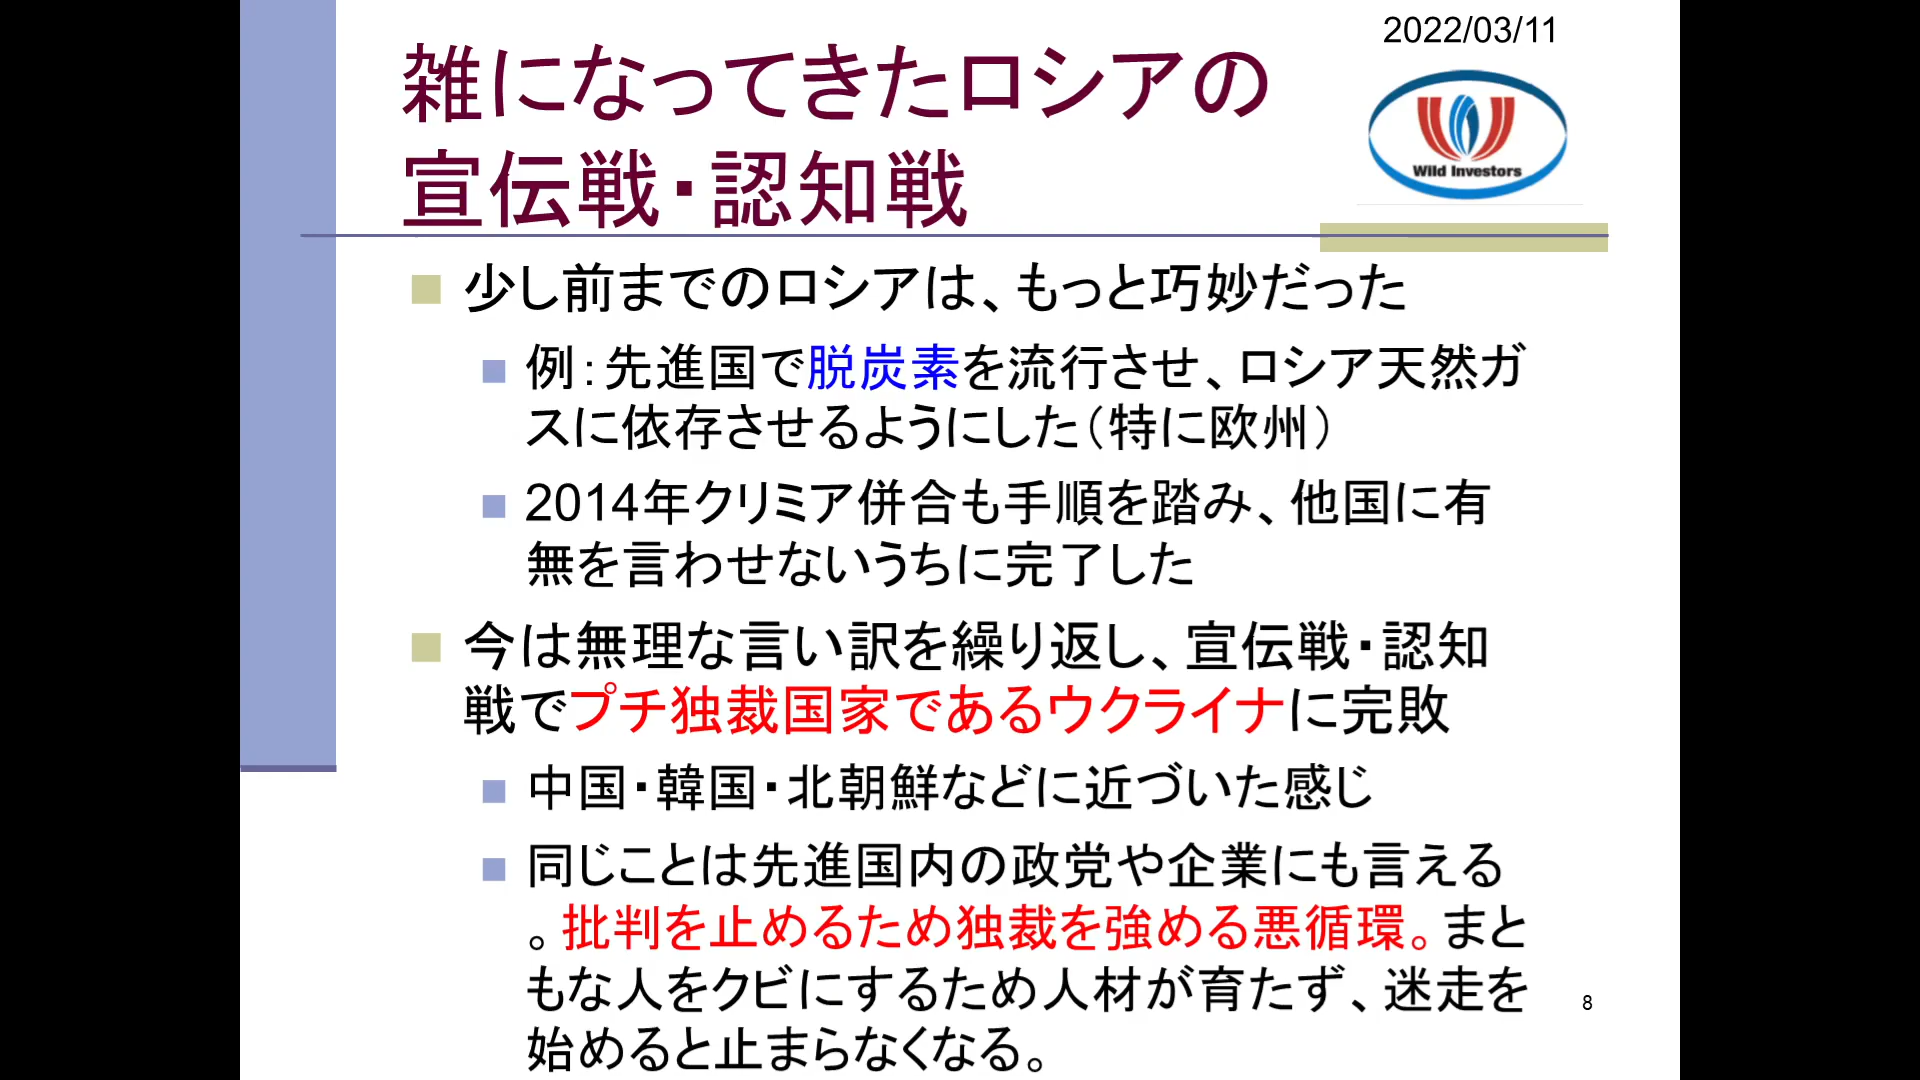 2022/03/11
雑になってきたロシアの
宣伝戦・認知戦
Wild Investors
少し前までのロシアは、もっと巧妙だった
例:先進国で脱炭素を流行させ、ロシア天然ガ
スに依存させるようにした(特に欧州)
2014年クリミア併合も手順を踏み、他国に有
無を言わせないうちに完了した
今は無理な言い訳を繰り返し、宣伝戦・認知
戦でプチ独裁国家であるウクライナに完敗
中国・韓国・北朝鮮などに近づいた感じ
同じことは先進国内の政党や企業にも言える
。批判を止めるため独裁を強める悪循環。まと
もな人をクビにするため人材が育たず、迷走を
始めると止まらなくなる。
8